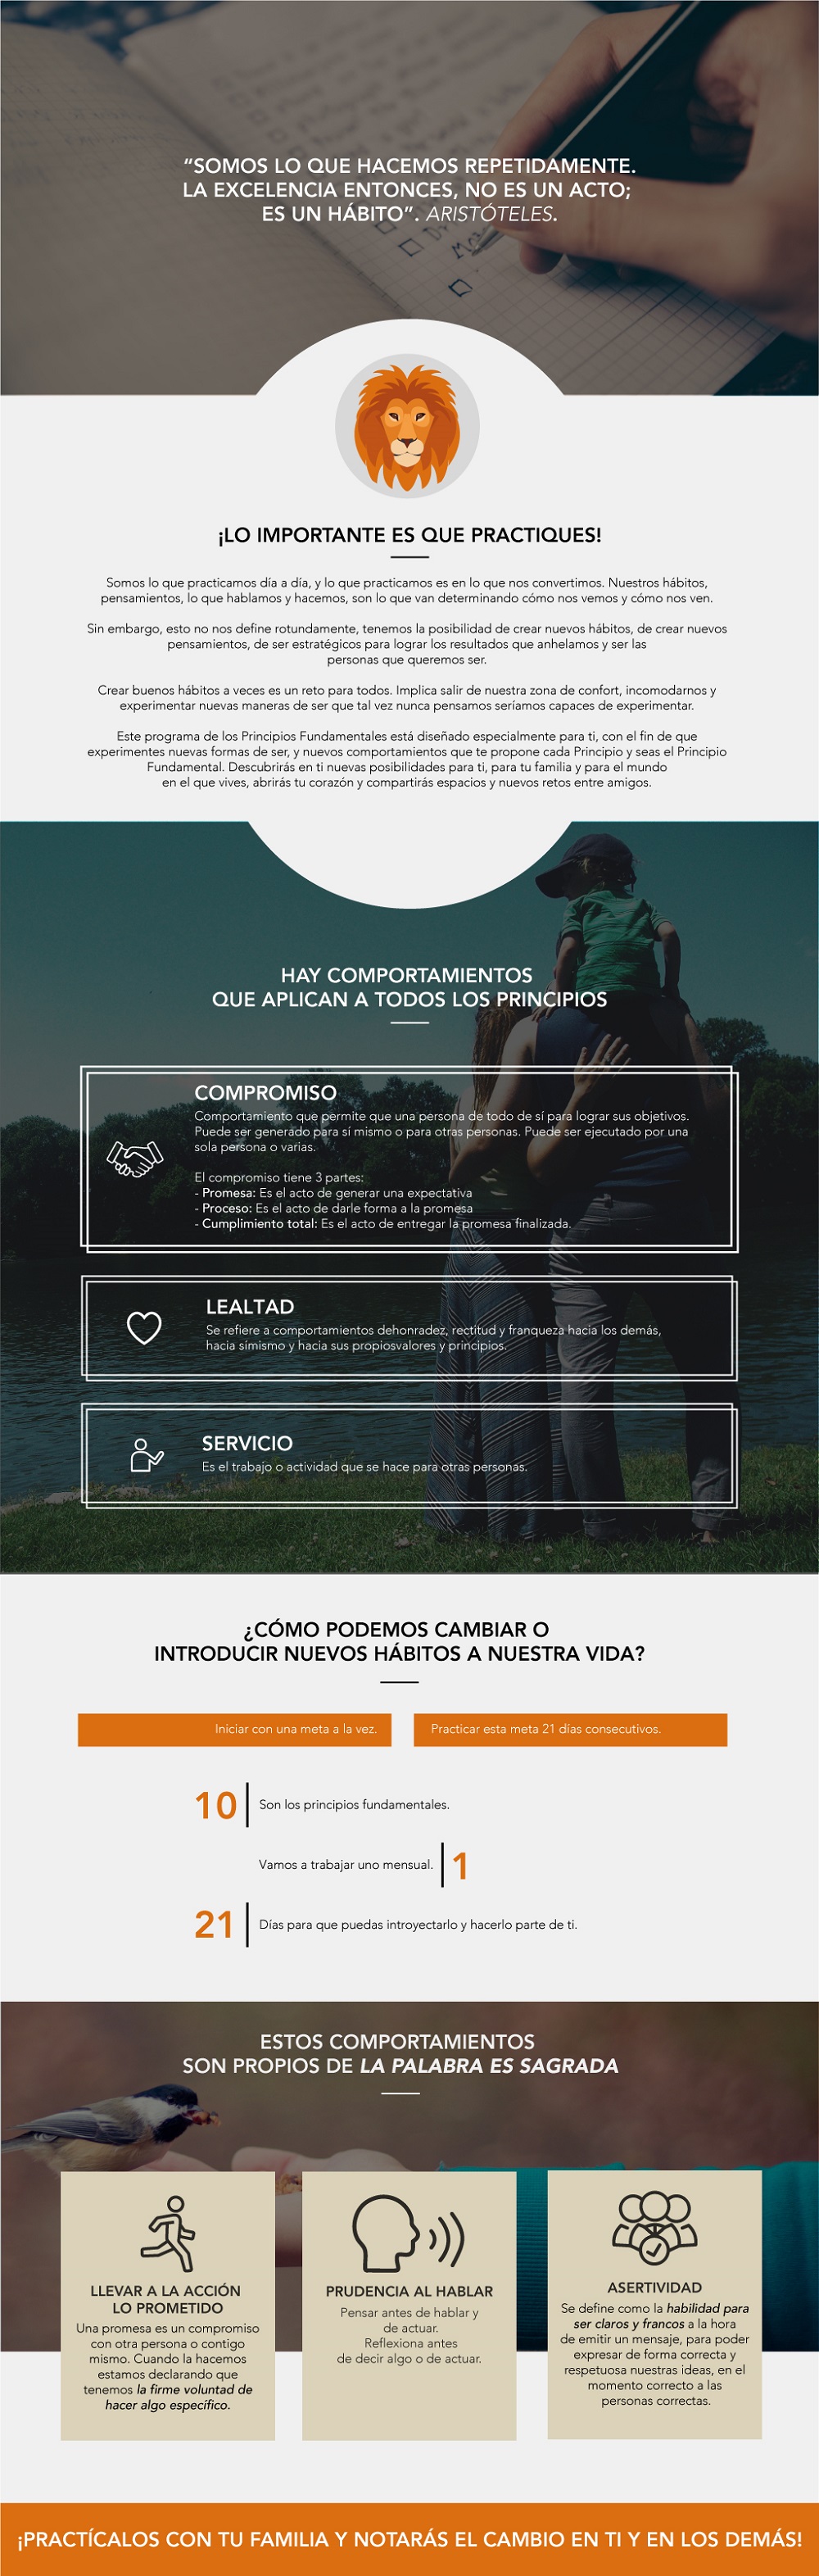 “SOMOS LO QUE HACEMOS REPETIDAMENTE.
LA EXCELENCIA ENTONCES, NO ES UN ACTO;
ES UN HÁBITO”. ARISTÓTELES.
¡LO IMPORTANTE ES QUE PRACTIQUES!
Somos lo que practicamos día a día, y lo que practicamos es en lo que nos convertimos. Nuestros hábitos,
pensamientos, lo que hablamos y hacemos, son lo que van determinando cómo nos vemos y cómo nos ven.
Sin embargo, esto no nos define rotundamente, tenemos la posibilidad de crear nuevos hábitos, de crear nuevos
pensamientos, de ser estratégicos para lograr los resultados que anhelamos y ser las
personas que queremos ser.
Crear buenos hábitos a veces es un reto para todos. Implica salir de nuestra zona de confort, incomodarnos y
experimentar nuevas maneras de ser que tal vez nunca pensamos seríamos capaces de experimentar.
Este programa de los Principios Fundamentales está diseñado especialmente para ti, con el fin de que
experimentes nuevas formas de ser, y nuevos comportamientos que te propone cada Principio y seas el Principio
Fundamental. Descubrirás en ti nuevas posibilidades para ti, para tu familia y para el mundo
en el que vives, abrirás tu corazón y compartirás espacios y nuevos retos entre amigos.
HAY COMPORTAMIENTOS
QUE APLICAN A TODOS LOS PRINCIPIOS
COMPROMISO
Comportamiento que permite que una persona de todo de sí para lograr sus objetivos.
Puede ser generado para sí mismo o para otras personas. Puede ser ejecutado por una
sola persona o varias.
El compromiso tiene 3 partes:
- Promesa: Es el acto de generar una expectativa
- Proceso: Es el acto de darle forma a la promesa
- Cumplimiento total: Es el acto de entregar la promesa finalizada.
LEALTAD
Se refiere a comportamientos dehonradez, rectitud y franqueza hacia los demás,
hacia simismo y hacia sus propiosvalores y principios.
SERVICIO
Es el trabajo o actividad que se hace para otras personas.
¿CÓMO PODEMOS CAMBIAR O
INTRODUCIR NUEVOS HÁBITOS A NUESTRA VIDA?
Iniciar con una meta a la vez.
Practicar esta meta 21 días consecutivos.
10 Son los principios fundamentales.
Vamos a trabajar uno mensual. 1
21 Días para que puedas introyectarlo y hacerlo parte de ti.
ESTOS COMPORTAMIENTOS
SON PROPIOS DE LA PALABRA ES SAGRADA
LLEVAR A LA ACCIÓN
LO PROMETIDO
Una promesa es un compromiso
con otra persona o contigo
mismo. Cuando la hacemos
estamos declarando que
tenemos la firme voluntad de
hacer algo específico.
PRUDENCIA AL HABLAR
Pensar antes de hablar y
de actuar.
Reflexiona antes
de decir algo o de actuar.
ASERTIVIDAD
Se define como la habilidad para
ser claros y francos a la hora
de emitir un mensaje, para poder
expresar de forma correcta y
respetuosa nuestras ideas, en el
momento correcto a las
personas correctas.
¡PRACTÍCALOS CON TU FAMILIA Y NOTARÁS EL CAMBIO EN TI Y EN LOS DEMÁS!